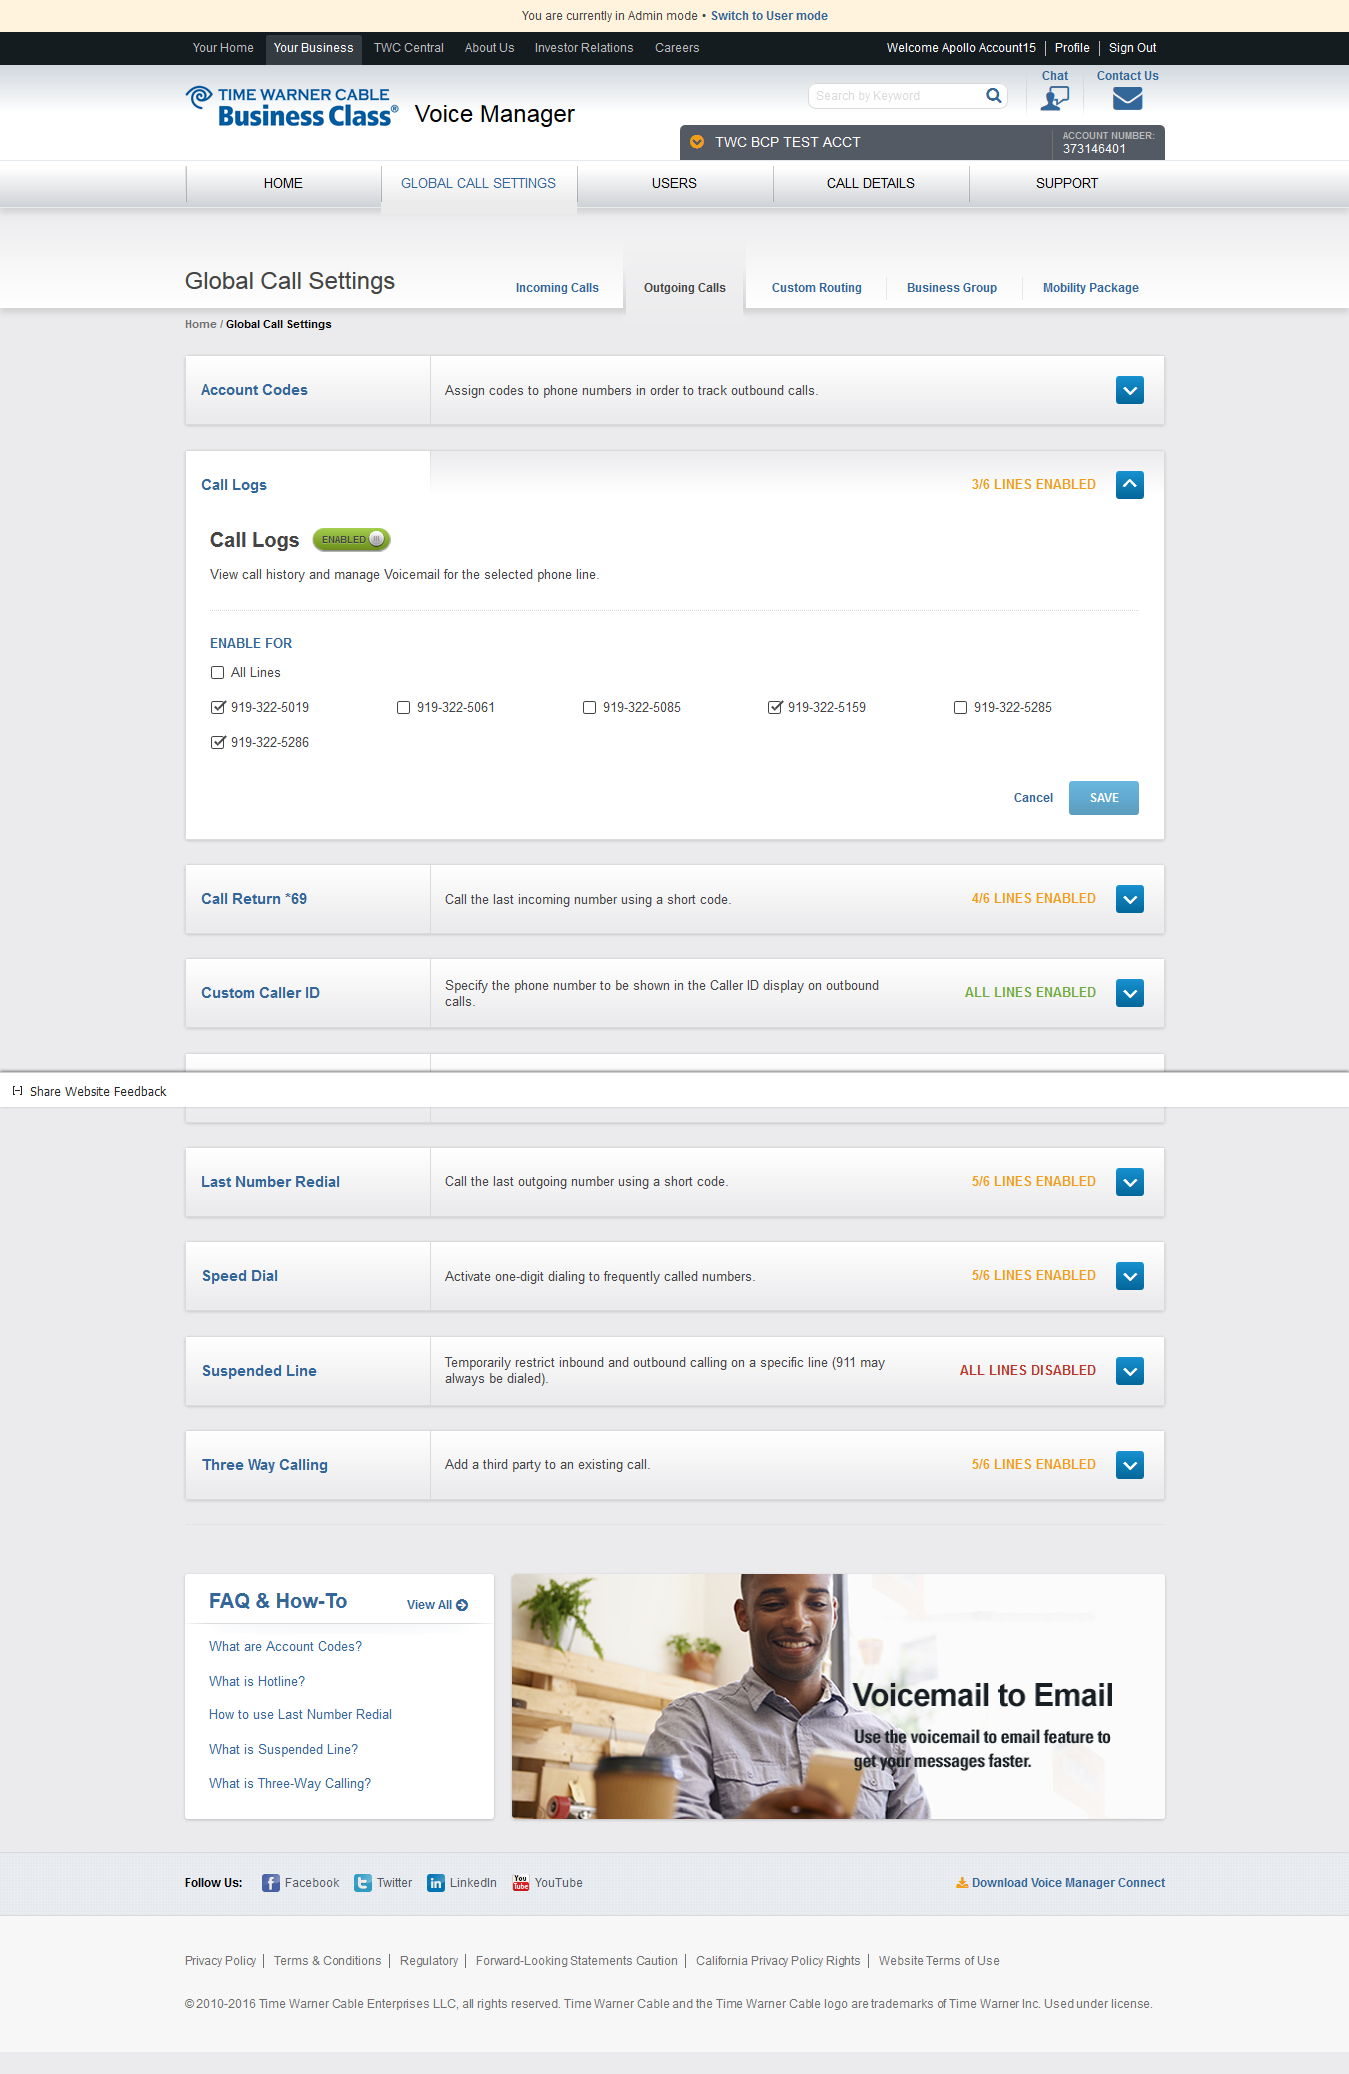 You are currently in Admin mode • Switch to User mode
Your Home Your Business TWC Central About Us Investor Relations Careers Welcome Apollo Account15 Profile Sign Out
TIME WARNER CABLE
Business Class®
Voice Manager
Search by Keyword
Chat
Contact Us
TWC BCP TEST ACCT
ACCOUNT NUMBER:
373146401
HOME GLOBAL CALL SETTINGS USERS CALL DETAILS SUPPORT
Global Call Settings
Incoming Calls Outgoing Calls Custom Routing Business Group Mobility Package
Home / Global Call Settings
Account Codes
Assign codes to phone numbers in order to track outbound calls.
Call Logs
3/6 LINES ENABLED
Call Logs
ENABLED
View call history and manage Voicemail for the selected phone line.
ENABLE FOR
All Lines
919-322-5019 919-322-5061 919-322-5085 919-322-5159 919-322-5285
919-322-5286
Cancel SAVE
Call Return *69
Call the last incoming number using a short code.
4/6 LINES ENABLED
Custom Caller ID
Specify the phone number to be shown in the Caller ID display on outbound
calls.
ALL LINES ENABLED
[-] Share Website Feedback
Last Number Redial
Call the last outgoing number using a short code.
5/6 LINES ENABLED
Speed Dial
Activate one-digit dialing to frequently called numbers.
5/6 LINES ENABLED
Suspended Line
Temporarily restrict inbound and outbound calling on a specific line (911 may
always be dialed).
ALL LINES DISABLED
Three Way Calling
Add a third party to an existing call.
5/6 LINES ENABLED
FAQ & How-To
View All
What are Account Codes?
What is Hotline?
How to use Last Number Redial
What is Suspended Line?
What is Three-Way Calling?
Voicemail to Email
Use the voicemail to email feature to
get your messages faster.
Follow Us: Facebook Twitter LinkedIn YouTube
Download Voice Manager Connect
Privacy Policy Terms & Conditions Regulatory Forward-Looking Statements Caution California Privacy Policy Rights Website Terms of Use
© 2010-2016 Time Warner Cable Enterprises LLC, all rights reserved. Time Warner Cable and the Time Warner Cable logo are trademarks of Time Warner Inc. Used under license.